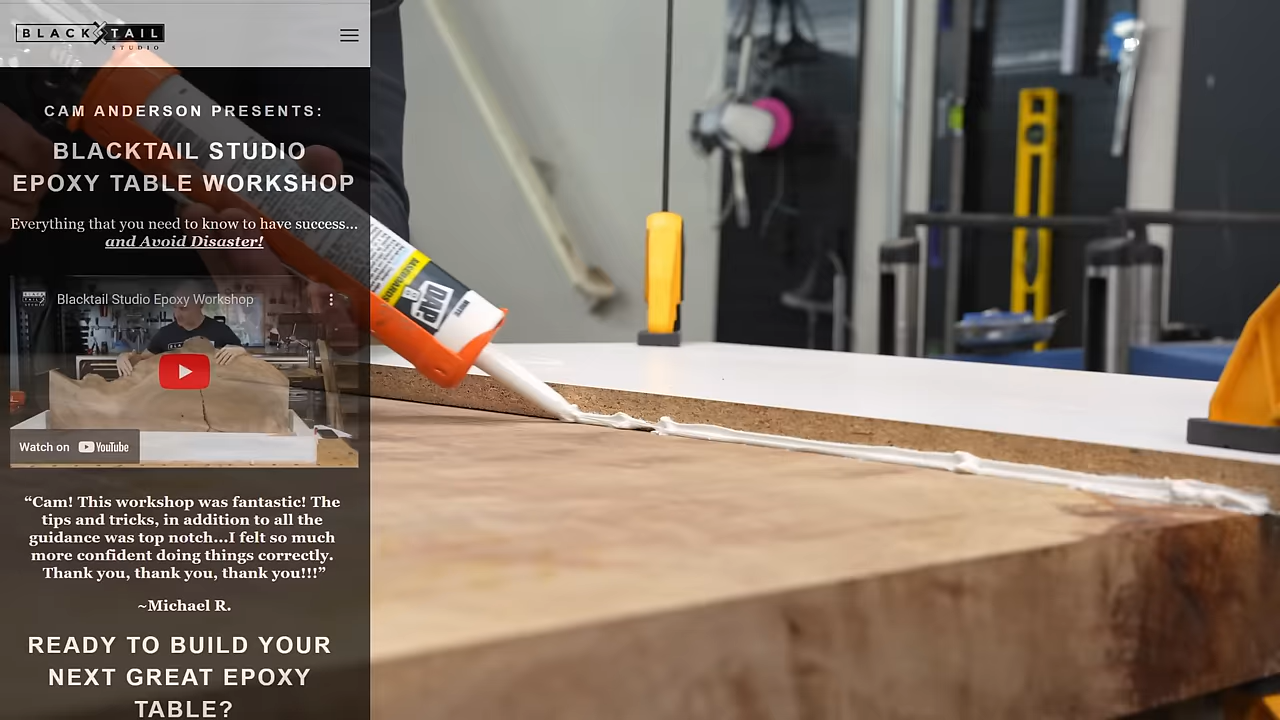 BLACKTAIL
STUDIO
CAM ANDERSON PRESENTS:
BLACKTAIL STUDIO
EPOXY TABLE WORKSHOP
Everything that you need to know to have success...
and Avoid Disaster!
Blacktail Studio Epoxy Workshop
Watch on YouTube
“Cam! This workshop was fantastic! The
tips and tricks, in addition to all the
guidance was top notch...I felt so much
more confident doing things correctly.
Thank you, thank you, thank you!!!”
~Michael R.
READY TO BUILD YOUR
NEXT GREAT EPOXY
TABLE?
BASEBOARDS
DAP
WHITE